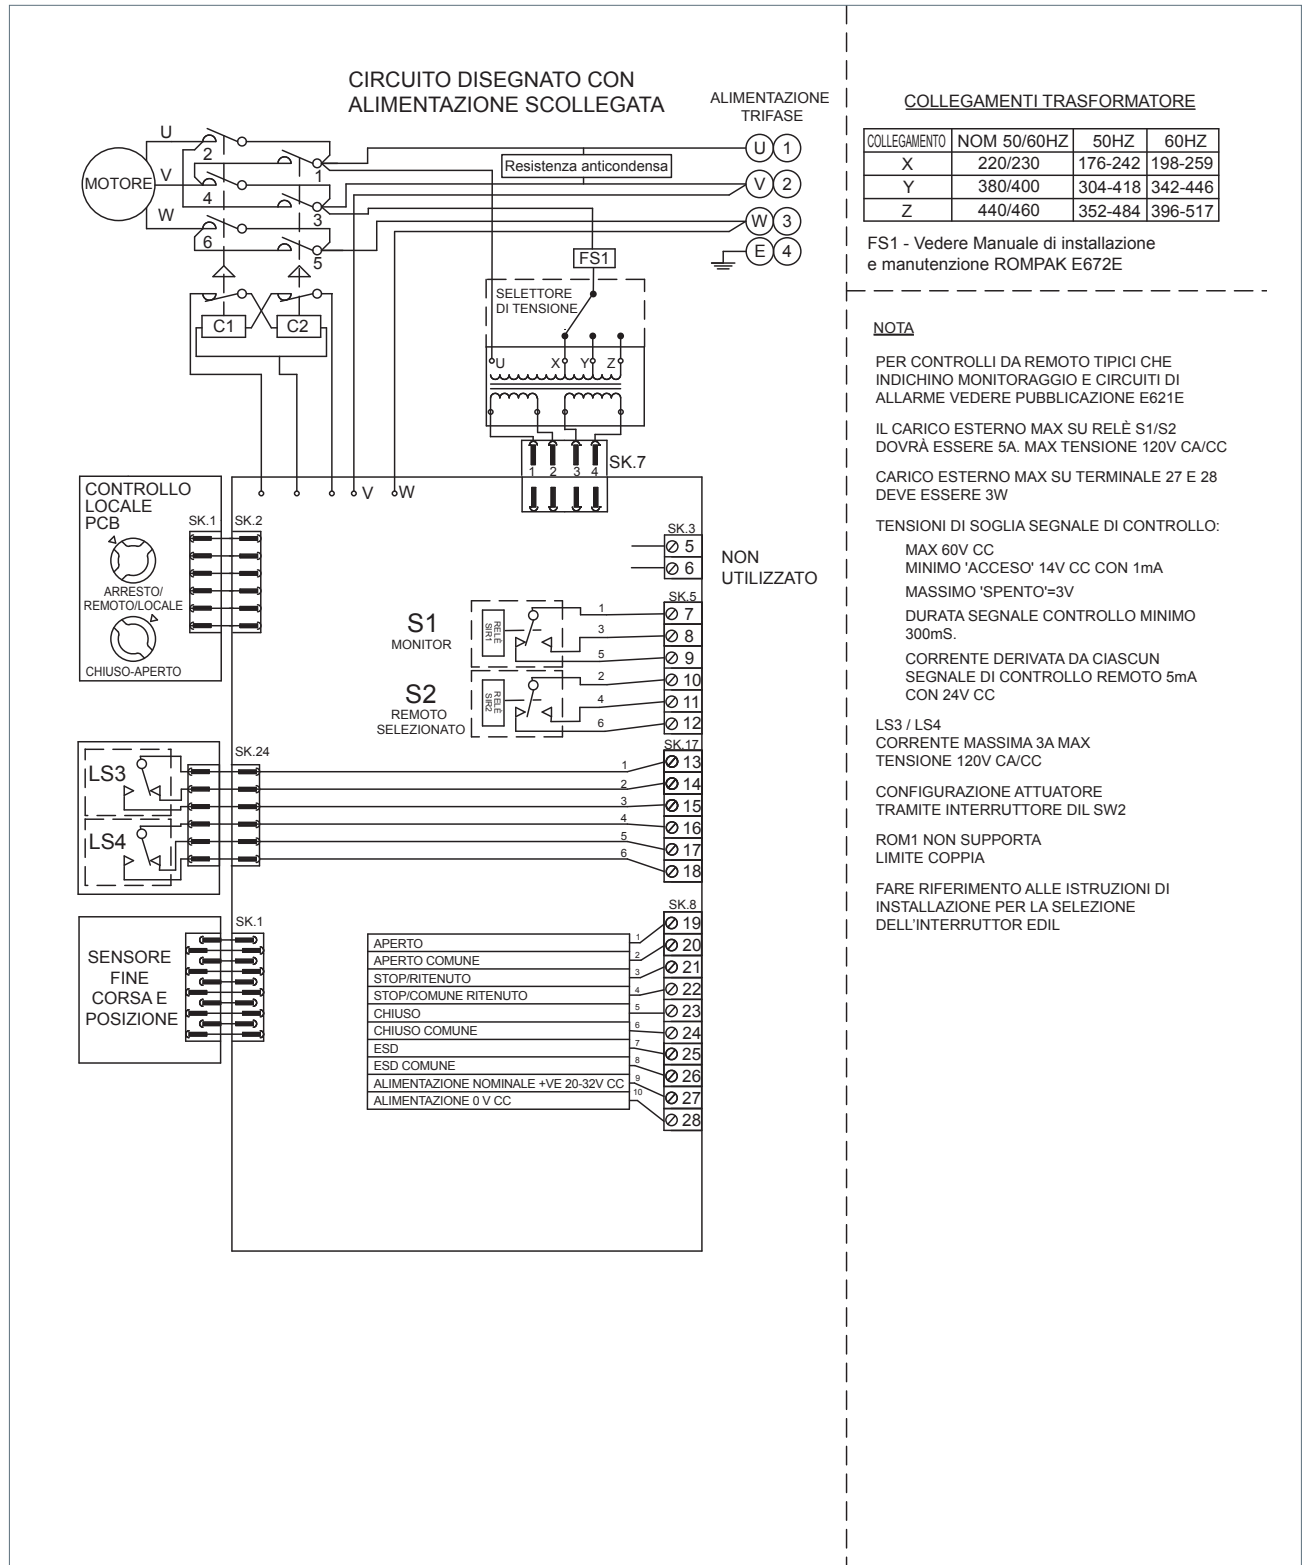 CIRCUITO DISEGNATO CON
ALIMENTAZIONE SCOLLEGATA
ALIMENTAZIONE
TRIFASE
MOTORE
U
V
W
2
4
6
1
3
5
Resistenza anticondensa
U 1
V 2
W 3
E 4
FS1
C1
C2
SELETTORE
DI TENSIONE
U X Y Z
SK.7
1 2 3 4
V W
CONTROLLO
LOCALE
PCB
SK.1
SK.2
ARRESTO/
REMOTO/LOCALE
CHIUSO-APERTO
SK.3
5
6
NON
UTILIZZATO
SK.5
S1
MONITOR
RELÈ
SIR1
1 7
3 8
5 9
S2
REMOTO
SELEZIONATO
RELÈ
SIR2
2 10
4 11
6 12
LS3
LS4
SK.24
SK.17
1 13
2 14
3 15
4 16
5 17
6 18
SENSORE
FINE
CORSA E
POSIZIONE
SK.1
SK.8
APERTO 1 19
APERTO COMUNE 2 20
STOP/RITENUTO 3 21
STOP/COMUNE RITENUTO 4 22
CHIUSO 5 23
CHIUSO COMUNE 6 24
ESD 7 25
ESD COMUNE 8 26
ALIMENTAZIONE NOMINALE +VE 20-32V CC 9 27
ALIMENTAZIONE 0 V CC 10 28
COLLEGAMENTI TRASFORMATORE
COLLEGAMENTO NOM 50/60HZ 50HZ 60HZ
X 220/230 176-242 198-259
Y 380/400 304-418 342-446
Z 440/460 352-484 396-517
FS1 - Vedere Manuale di installazione
e manutenzione ROMPAK E672E
NOTA
PER CONTROLLI DA REMOTO TIPICI CHE
INDICHINO MONITORAGGIO E CIRCUITI DI
ALLARME VEDERE PUBBLICAZIONE E621E
IL CARICO ESTERNO MAX SU RELÈ S1/S2
DOVRÀ ESSERE 5A. MAX TENSIONE 120V CA/CC
CARICO ESTERNO MAX SU TERMINALE 27 E 28
DEVE ESSERE 3W
TENSIONI DI SOGLIA SEGNALE DI CONTROLLO:
MAX 60V CC
MINIMO 'ACCESO' 14V CC CON 1mA
MASSIMO 'SPENTO'=3V
DURATA SEGNALE CONTROLLO MINIMO
300mS.
CORRENTE DERIVATA DA CIASCUN
SEGNALE DI CONTROLLO REMOTO 5mA
CON 24V CC
LS3 / LS4
CORRENTE MASSIMA 3A MAX
TENSIONE 120V CA/CC
CONFIGURAZIONE ATTUATORE
TRAMITE INTERRUTTORE DIL SW2
ROM1 NON SUPPORTA
LIMITE COPPIA
FARE RIFERIMENTO ALLE ISTRUZIONI DI
INSTALLAZIONE PER LA SELEZIONE
DELL'INTERRUTTOR EDIL